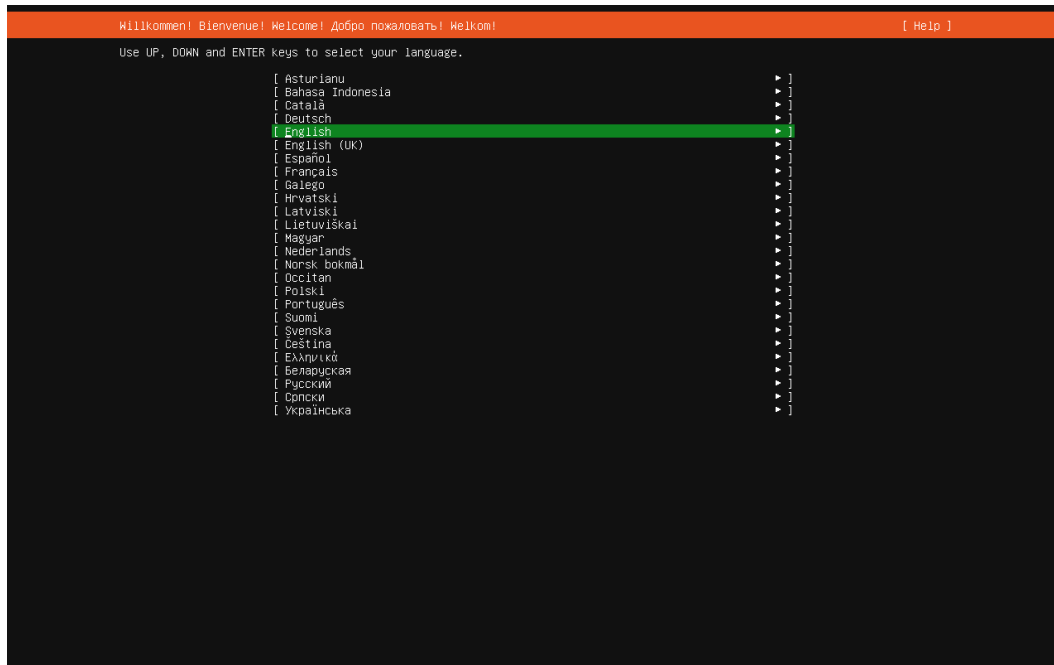 Willkommen! Bienvenue! Welcome! Добро пожаловать! Welkom! [ Help ]
Use UP, DOWN and ENTER keys to select your language.
[ Asturianu ► ]
[ Bahasa Indonesia ► ]
[ Català ► ]
[ Deutsch ► ]
[ English ► ]
[ English (UK) ► ]
[ Español ► ]
[ Français ► ]
[ Galego ► ]
[ Hrvatski ► ]
[ Latviski ► ]
[ Lietuviškai ► ]
[ Magyar ► ]
[ Nederlands ► ]
[ Norsk bokmål ► ]
[ Occitan ► ]
[ Polski ► ]
[ Português ► ]
[ Suomi ► ]
[ Svenska ► ]
[ Čeština ► ]
[ Ελληνικά ► ]
[ Беларуская ► ]
[ Русский ► ]
[ Српски ► ]
[ Українська ► ]